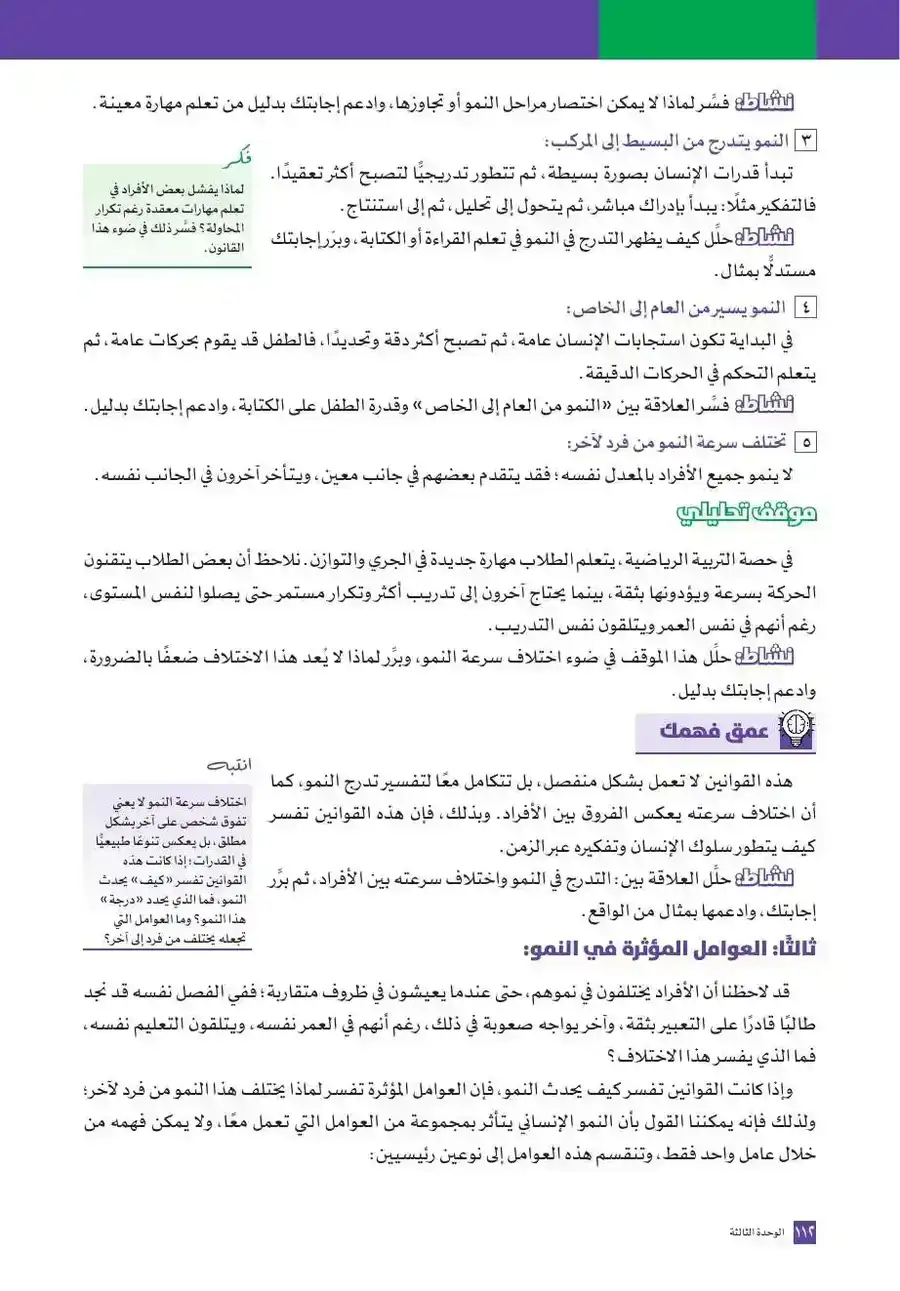 نشاط: فسِّر لماذا لا يمكن اختصار مراحل النمو أو تجاوزها، وادعم إجابتك بدليل من تعلم مهارة معينة.
٣ النمو يتدرج من البسيط إلى المركب:
تبدأ قدرات الإنسان بصورة بسيطة، ثم تتطور تدريجيًّا لتصبح أكثر تعقيدًا.
فالتفكير مثلًا: يبدأ بإدراك مباشر، ثم يتحول إلى تحليل، ثم إلى استنتاج.
نشاط: حلِّل كيف يظهر التدرج في النمو في تعلم القراءة أو الكتابة، وبرّر إجابتك
مستدلًّا بمثال.
فكر
لماذا يفشل بعض الأفراد في
تعلم مهارات معقدة رغم تكرار
المحاولة؟ فسِّر ذلك في ضوء هذا
القانون.
٤ النمو يسير من العام إلى الخاص:
في البداية تكون استجابات الإنسان عامة، ثم تصبح أكثر دقة وتحديدًا، فالطفل قد يقوم بحركات عامة، ثم
يتعلم التحكم في الحركات الدقيقة.
نشاط: فسِّر العلاقة بين «النمو من العام إلى الخاص» وقدرة الطفل على الكتابة، وادعم إجابتك بدليل.
٥ تختلف سرعة النمو من فرد لآخر:
لا ينمو جميع الأفراد بالمعدل نفسه؛ فقد يتقدم بعضهم في جانب معين، ويتأخر آخرون في الجانب نفسه.
موقف تحليلي
في حصة التربية الرياضية، يتعلم الطلاب مهارة جديدة في الجري والتوازن. نلاحظ أن بعض الطلاب يتقنون
الحركة بسرعة ويؤدونها بثقة، بينما يحتاج آخرون إلى تدريب أكثر وتكرار مستمر حتى يصلوا لنفس المستوى،
رغم أنهم في نفس العمر ويتلقون نفس التدريب.
نشاط: حلِّل هذا الموقف في ضوء اختلاف سرعة النمو، وبرِّر لماذا لا يُعد هذا الاختلاف ضعفًا بالضرورة،
وادعم إجابتك بدليل.
عمق فهمك
هذه القوانين لا تعمل بشكل منفصل، بل تتكامل معًا لتفسير تدرج النمو، كما
أن اختلاف سرعته يعكس الفروق بين الأفراد. وبذلك، فإن هذه القوانين تفسر
كيف يتطور سلوك الإنسان وتفكيره عبر الزمن.
نشاط: حلِّل العلاقة بين: التدرج في النمو واختلاف سرعته بين الأفراد، ثم برِّر
إجابتك، وادعمها بمثال من الواقع.
انتبه
اختلاف سرعة النمو لا يعني
تفوق شخص على آخر بشكل
مطلق، بل يعكس تنوعًا طبيعيًّا
في القدرات؛ إذا كانت هذه
القوانين تفسر «كيف» يحدث
النمو، فما الذي يحدد «درجة»
هذا النمو؟ وما العوامل التي
تجعله يختلف من فرد إلى آخر؟
ثالثًا: العوامل المؤثرة في النمو:
قد لاحظنا أن الأفراد يختلفون في نموهم، حتى عندما يعيشون في ظروف متقاربة؛ ففي الفصل نفسه قد نجد
طالبًا قادرًا على التعبير بثقة، وآخر يواجه صعوبة في ذلك، رغم أنهم في العمر نفسه، ويتلقون التعليم نفسه،
فما الذي يفسر هذا الاختلاف؟
وإذا كانت القوانين تفسر كيف يحدث النمو، فإن العوامل المؤثرة تفسر لماذا يختلف هذا النمو من فرد لآخر؛
ولذلك فإنه يمكننا القول بأن النمو الإنساني يتأثر بمجموعة من العوامل التي تعمل معًا، ولا يمكن فهمه من
خلال عامل واحد فقط، وتنقسم هذه العوامل إلى نوعين رئيسيين:
١١٢ الوحدة الثالثة